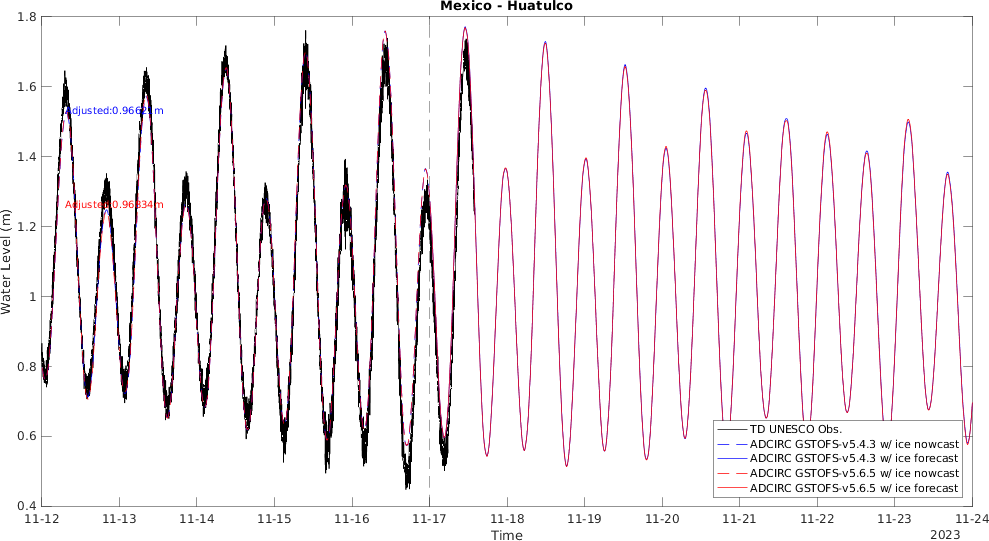 Mexico - Huatulco
1.8
1.6
1.4
1.2
1
0.8
0.6
0.4
Water Level (m)
Adjusted:0.96629m
Adjusted:0.96834m
TD UNESCO Obs.
ADCIRC GSTOFS-v5.4.3 w/ ice nowcast
ADCIRC GSTOFS-v5.4.3 w/ ice forecast
ADCIRC GSTOFS-v5.6.5 w/ ice nowcast
ADCIRC GSTOFS-v5.6.5 w/ ice forecast
11-12 11-13 11-14 11-15 11-16 11-17 11-18 11-19 11-20 11-21 11-22 11-23 11-24
Time
2023